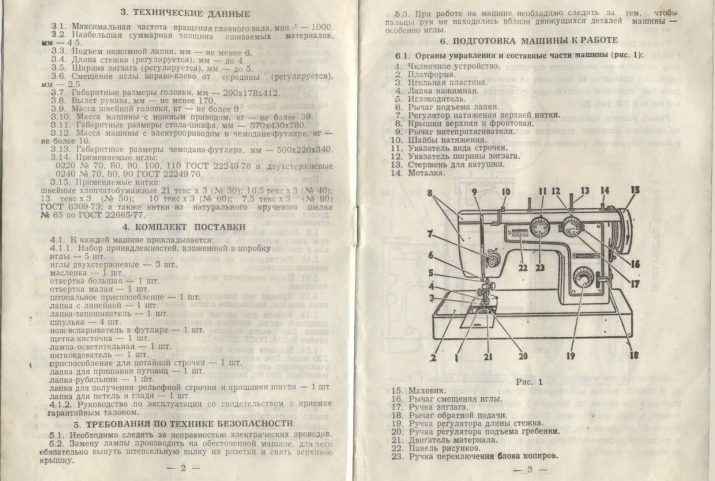 3. ТЕХНИЧЕСКИЕ ДАННЫЕ
3.1. Максимальная частота вращения главного вала, мин — 1000.
3.2. Наибольшая суммарная толщина сшиваемых материалов,
мм — 4,5.
3.3. Подъем нажимной лапки, мм — не менее 6.
3.4. Длина стежка (регулируется), мм — до 4.
3.5. Ширина зигзага (регулируется), мм — до 5.
3.6. Смещение иглы вправо-влево от середины (регулируется),
мм — 2,5.
3.7. Габаритные размеры головки, мм — 290х178х412.
3.8. Вылет рукава, мм — не менее 170.
3.9. Масса швейной головки, кг — не более 9.
3.10. Масса машины с ножным приводом, кг — не более 39.
3.11. Габаритные размеры стола-шкафа, мм — 570х430х780.
3.12. Масса машины с электроприводом в чемодане-футляре, кг —
не более 16.
3.13. Габаритные размеры чемодана-футляра, мм — 500х220х340.
3.14. Применяемые иглы:
0220 № 70, 80, 90, 100, 110 ГОСТ 22249-76 и двухстержневые
0240 № 70, 80, 90 ГОСТ 22249-76.
3.15. Применяемые нитки:
швейные хлопчатобумажные 21 текс х 3 (№ 30); 16,5 текс х 3 (№ 40);
13 текс х 3 (№ 50); 10 текс х 3 (№ 60); 7,5 текс х 3 (№ 80)
ГОСТ 6309-73; а также нитки из натурального крученого шелка
№ 65 по ГОСТ 22665-77.
4. КОМПЛЕКТ ПОСТАВКИ
4.1. К каждой машине прикладывается:
4.1.1. Набор принадлежностей, вложенный в коробку
иглы — 5 шт.
иглы двухстержневые — 3 шт.
масленка — 1 шт.
отвертка большая — 1 шт.
отвертка малая — 1 шт.
штопальное приспособление — 1 шт.
лапка с линейкой — 1 шт.
лапка-запошиватель — 1 шт.
шпулька — 4 шт.
нож-вспарыватель в футляре — 1 шт.
щетка-кисточка — 1 шт.
лампа осветительная — 1 шт.
нитковдеватель — 1 шт.
приспособление для потайной строчки — 1 шт.
лапка для пришивки пуговиц — 1 шт.
лапка-рубильник — 1 шт.
лапка для получения рельефной строчки и пришивки шнура — 1 шт
лапка для петель и глади — 1 шт.
4.1.2. Руководство по эксплуатации со свидетельством о приемке
гарантийным талоном.
5. ТРЕБОВАНИЯ ПО ТЕХНИКЕ БЕЗОПАСНОСТИ
5.1. Необходимо следить за исправностью электрических проводов.
5.2. Замену лампы производить на обесточенной машине, для чего
обязательно вынуть штепсельную вилку из розетки и снять верхнюю
крышку.
— 2 —
5.3. При работе на машине необходимо следить за тем, чтобы
пальцы рук не находились вблизи движущихся деталей машины —
особенно иглы.
6. ПОДГОТОВКА МАШИНЫ К РАБОТЕ
6.1. Органы управления и составные части машины (рис. 1):
1. Челночное устройство.
2. Платформа.
3. Игольная пластина.
4. Лапка нажимная.
5. Игловодитель.
6. Рычаг подъема лапки.
7. Регулятор натяжения верхней нитки.
8. Крышки верхняя и фронтовая.
9. Рычаг нитепритягивателя.
10. Шайбы натяжения.
11. Указатель вида строчек.
12. Указатель ширины зигзага.
13. Стержень для катушки.
14. Моталка.
8 9 10 11 12 13 14 15
7 22 23 16
6 17
5
4
3
2 1 21 20 19 18
Рис. 1
15. Маховик.
16. Рычаг смещения иглы.
17. Ручка зигзага.
18. Рычаг обратной подачи.
19. Ручка регулятора длины стежка.
20. Ручка регулятора подъема гребенки.
21. Двигатель материала.
22. Панель рисунков.
23. Ручка переключения блока копиров.
— 3 —